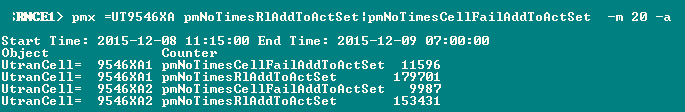 RNCE1> pmx =UT9546XA pmNoTimesRlAddToActSet|pmNoTimesCellFailAddToActSet -m 20 -a
Start Time: 2015-12-08 11:15:00 End Time: 2015-12-09 07:00:00
Object Counter
UtranCell= 9546XA1 pmNoTimesCellFailAddToActSet 11596
UtranCell= 9546XA1 pmNoTimesRlAddToActSet 179701
UtranCell= 9546XA2 pmNoTimesCellFailAddToActSet 9987
UtranCell= 9546XA2 pmNoTimesRlAddToActSet 153431